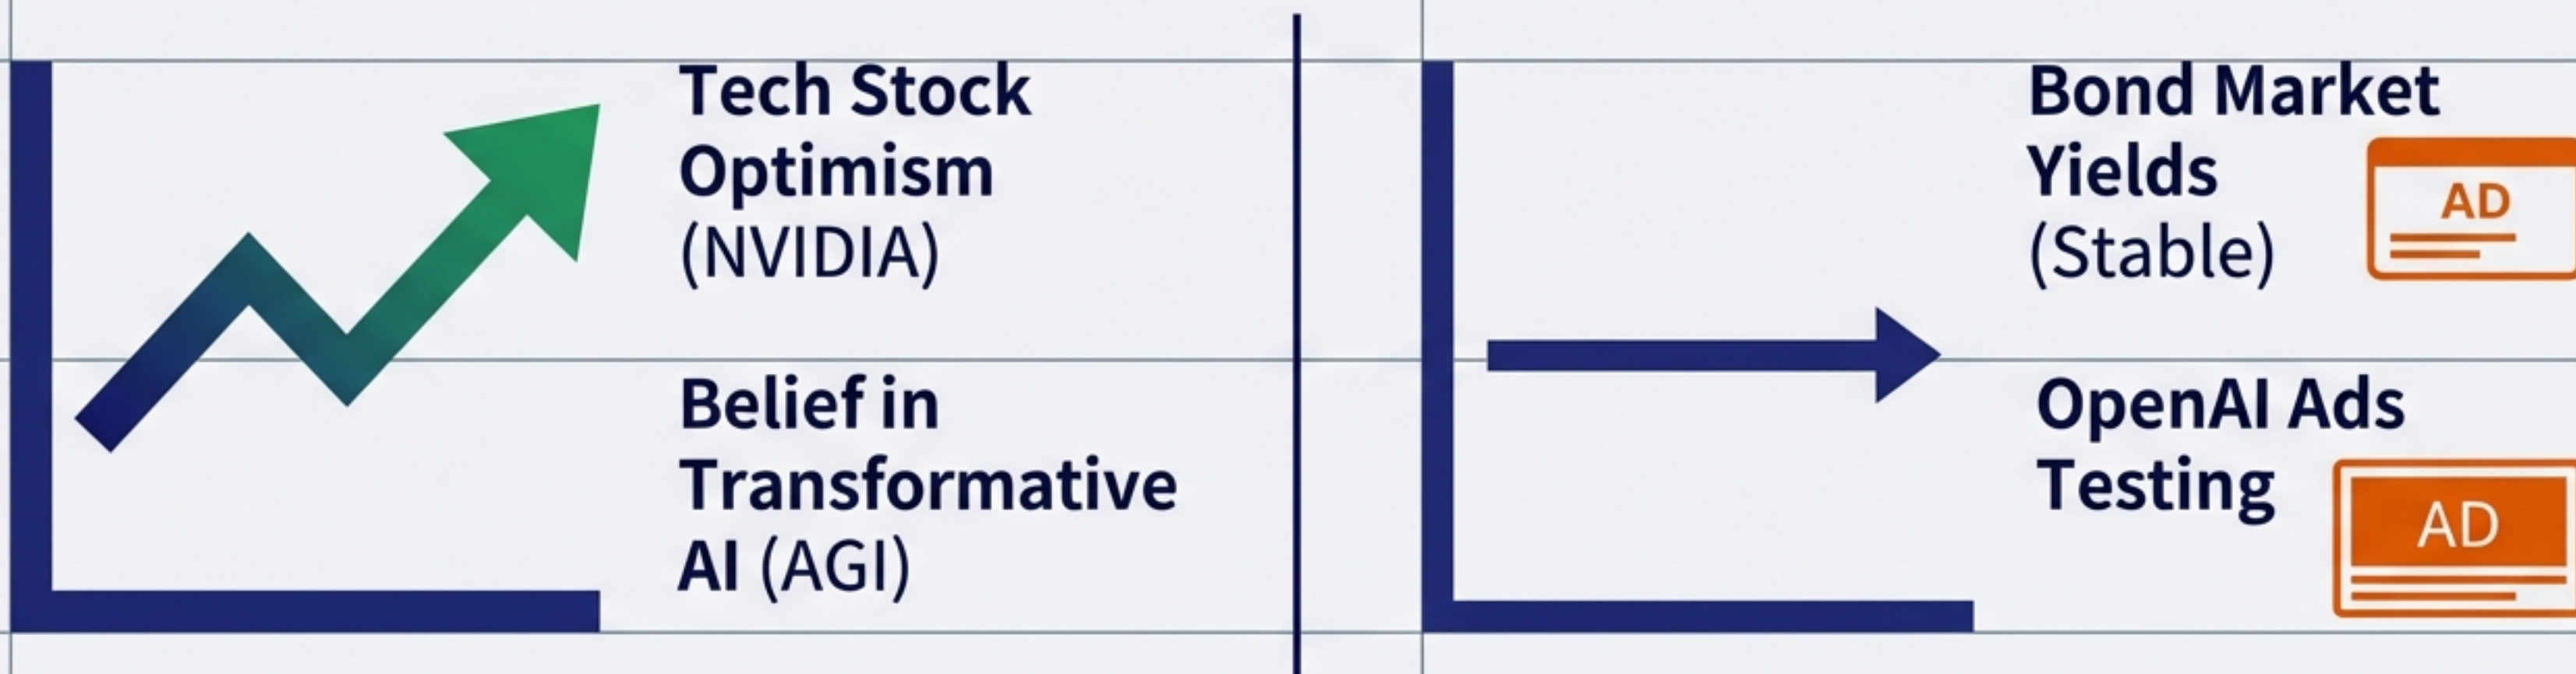 Tech Stock
Optimism
(NVIDIA)
Belief in
Transformative
AI (AGI)
Bond Market
Yields
(Stable)
AD
OpenAI Ads
Testing
AD